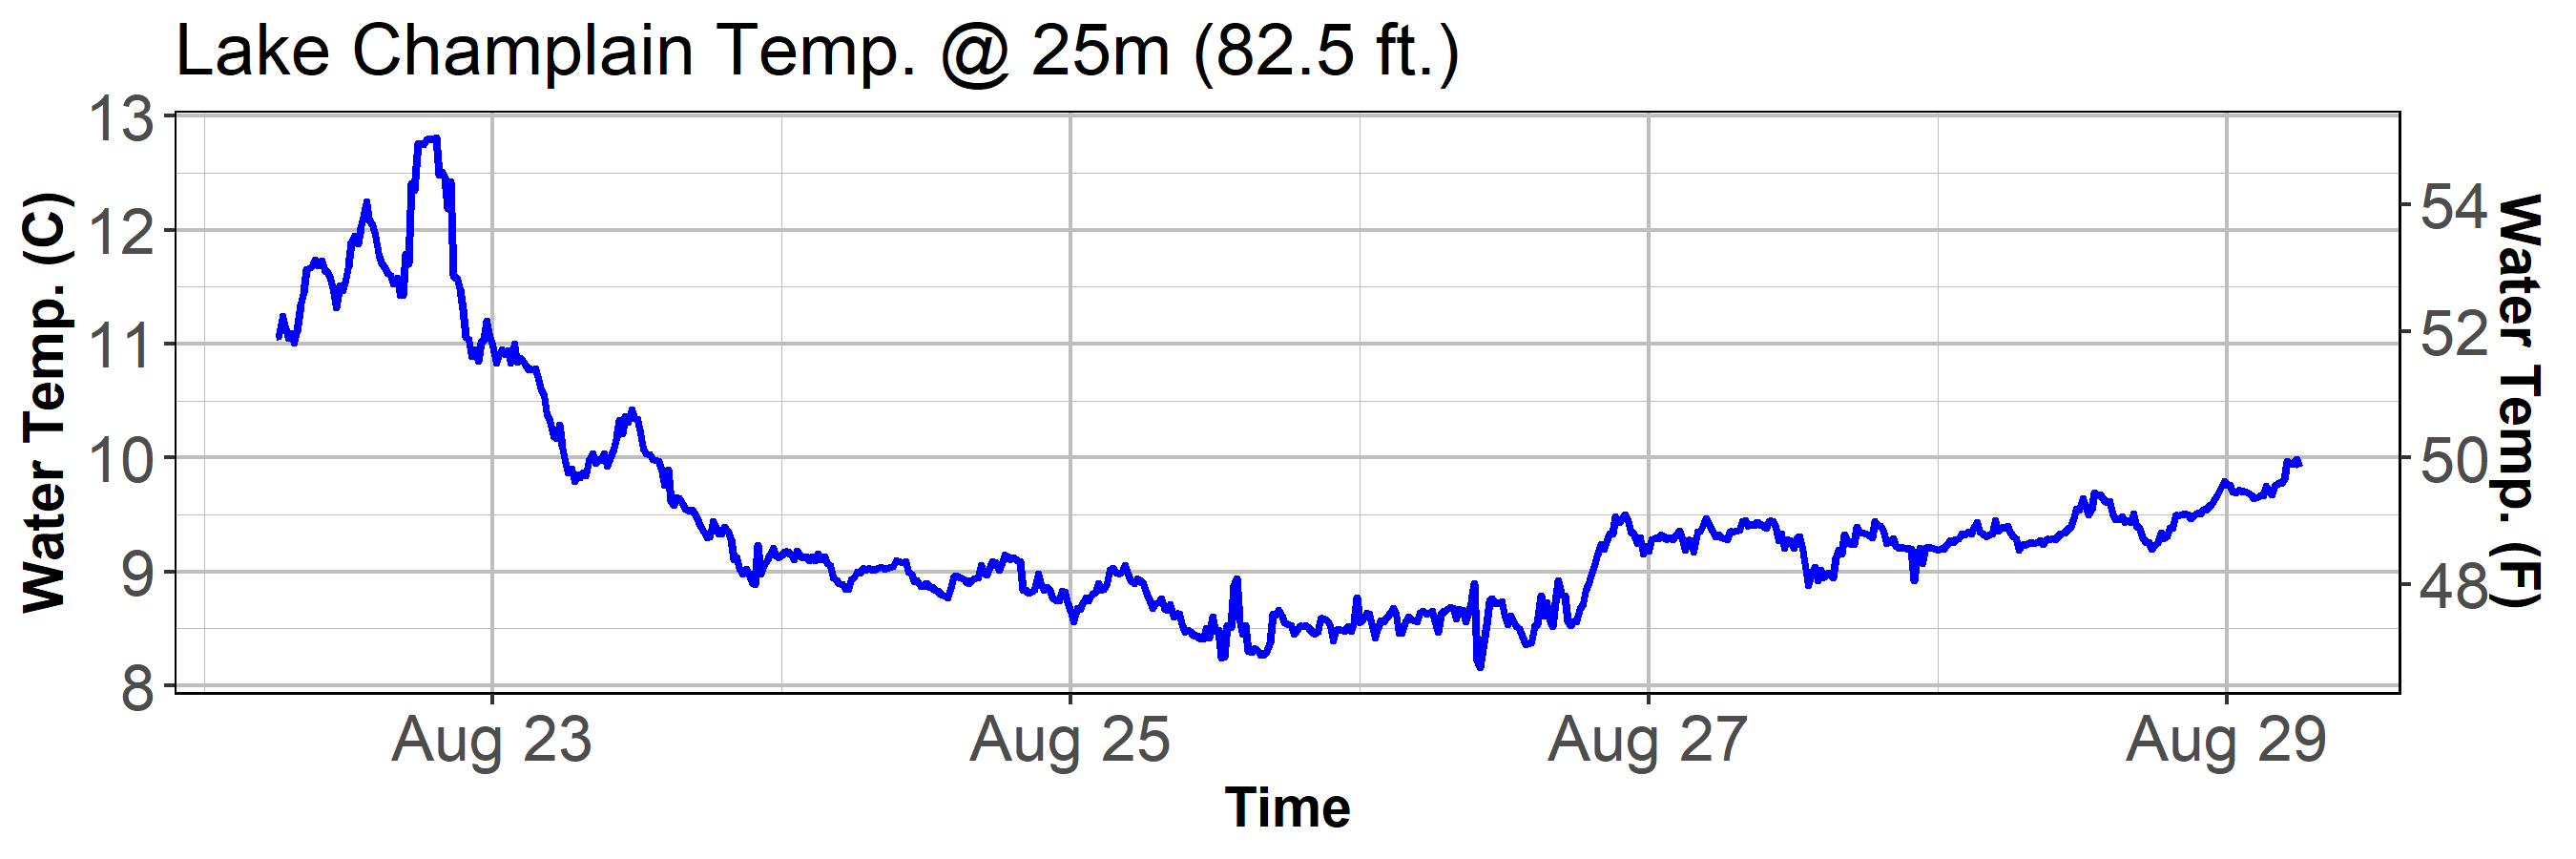 Lake Champlain Temp. @ 25m (82.5 ft.)
Water Temp. (C)
13
12
11
10
9
8
54
52
50
48
Water Temp. (F)
Aug 23
Aug 25
Aug 27
Aug 29
Time